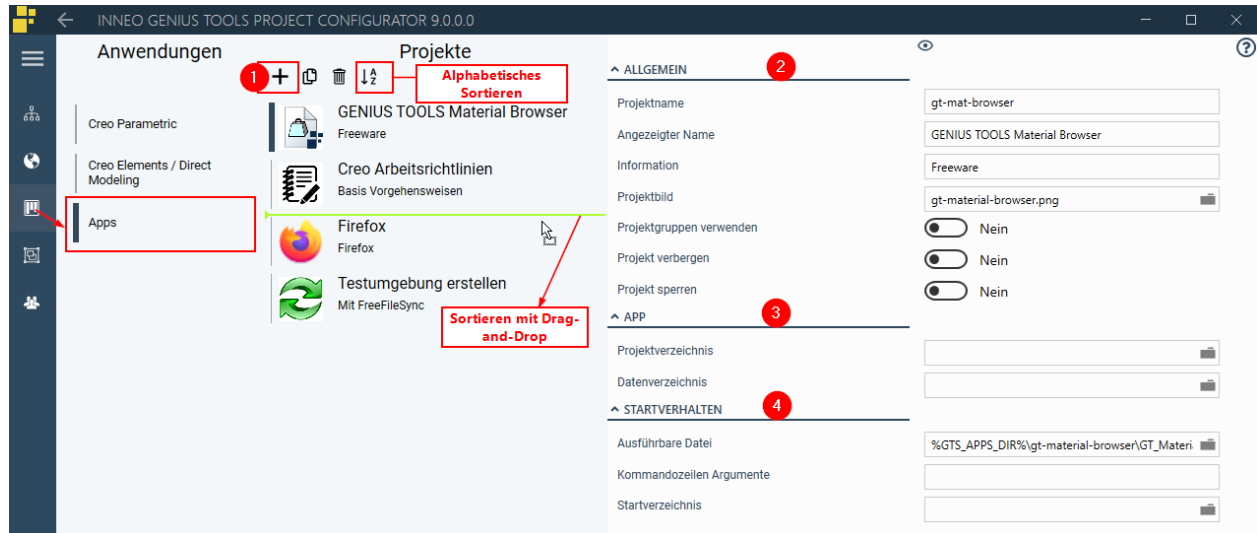 INNEO GENIUS TOOLS PROJECT CONFIGURATOR 9.0.0.0
Anwendungen
Creo Parametric
Creo Elements / Direct
Modeling
Apps
Projekte
1
Alphabetisches
Sortieren
GENIUS TOOLS Material Browser
Freeware
Creo Arbeitsrichtlinien
Basis Vorgehensweisen
Firefox
Firefox
Testumgebung erstellen
Mit FreeFileSync
Sortieren mit Drag-
and-Drop
ALLGEMEIN 2
Projektname gt-mat-browser
Angezeigter Name GENIUS TOOLS Material Browser
Information Freeware
Projektbild gt-material-browser.png
Projektgruppen verwenden Nein
Projekt verbergen Nein
Projekt sperren Nein
APP 3
Projektverzeichnis
Datenverzeichnis
STARTVERHALTEN 4
Ausführbare Datei %GTS_APPS_DIR%\gt-material-browser\GT_Materi
Kommandozeilen Argumente
Startverzeichnis